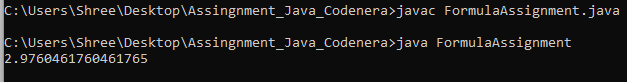 C:\Users\Shree\Desktop\Assingnment_Java_Codenera>javac FormulaAssignment.java
C:\Users\Shree\Desktop\Assingnment_Java_Codenera>java FormulaAssignment
2.9760461760461765